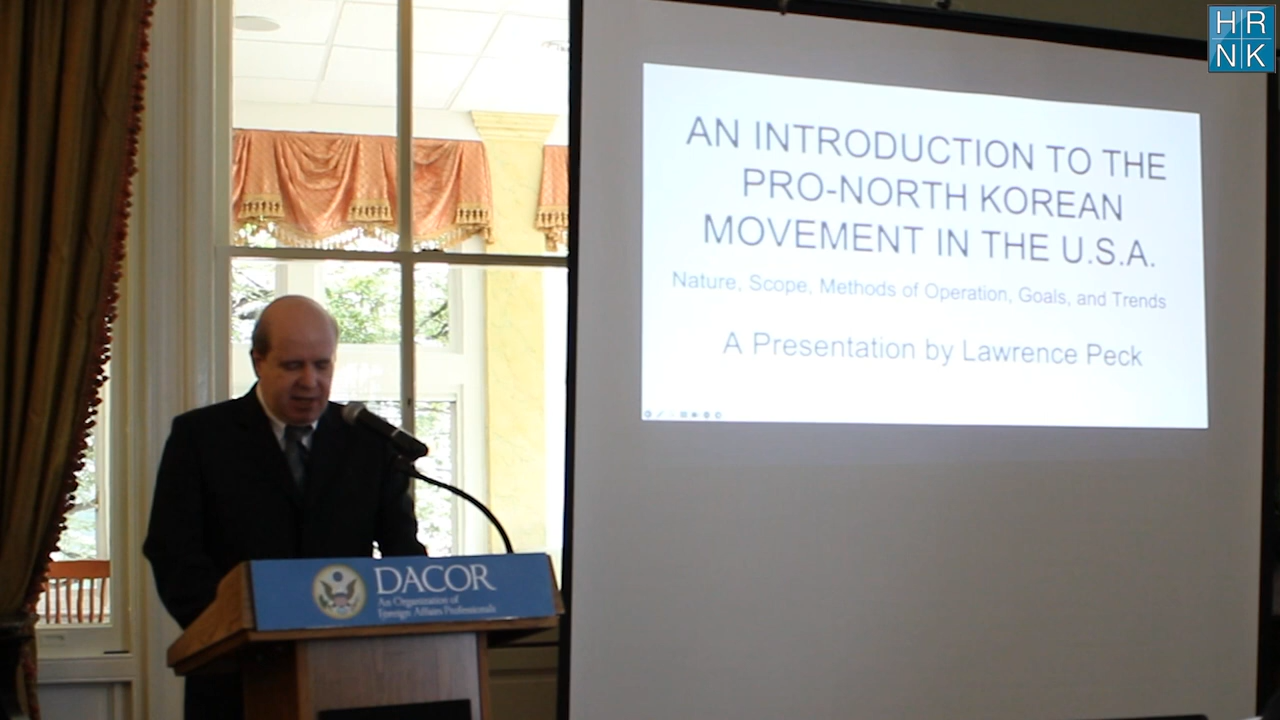 HR
NK
AN INTRODUCTION TO THE
PRO-NORTH KOREAN
MOVEMENT IN THE U.S.A.
Nature, Scope, Methods of Operation, Goals, and Trends
A Presentation by Lawrence Peck
DACOR
An Organization of
Foreign Affairs Professionals